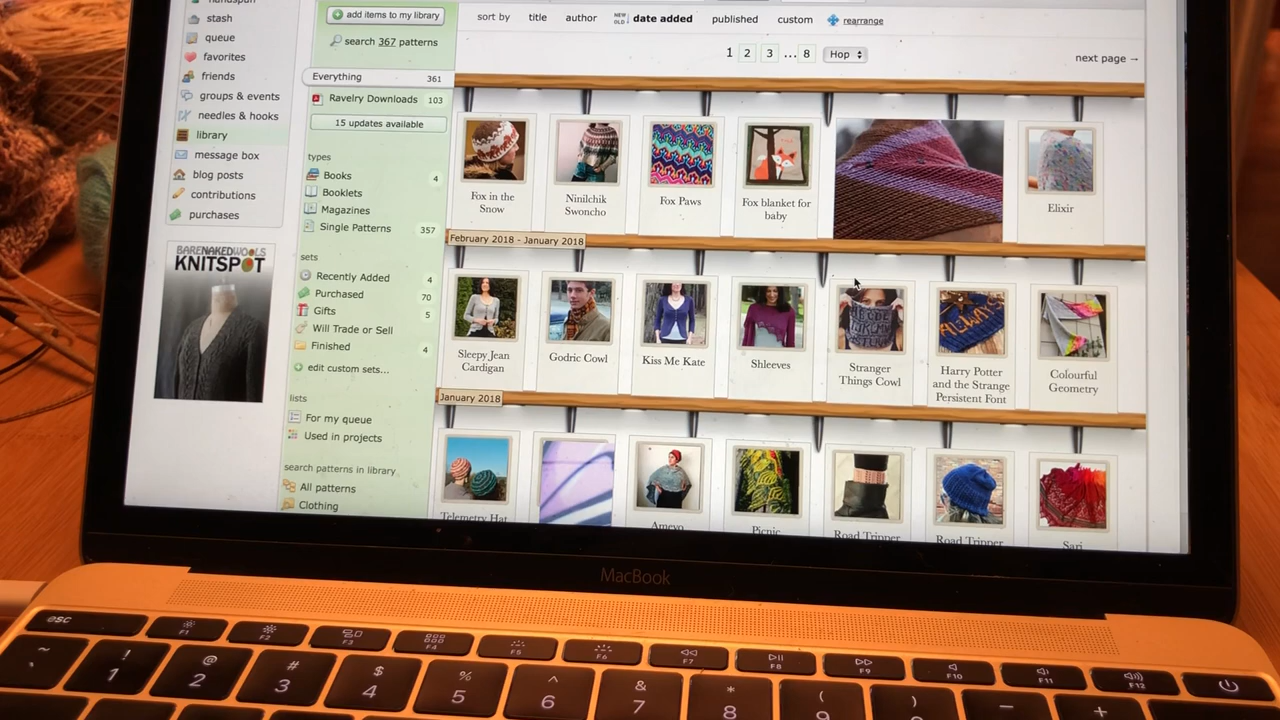 handspun
stash
queue
favorites
friends
groups & events
needles & hooks
library
message box
blog posts
contributions
purchases
BARENAKEDWOOLS
KNITSPOT
add items to my library
search 367 patterns
Everything 361
Ravelry Downloads 103
15 updates available
types
Books 4
Booklets
Magazines
Single Patterns 357
sets
Recently Added 4
Purchased 70
Gifts 5
Will Trade or Sell
Finished 4
edit custom sets...
lists
For my queue
Used in projects
search patterns in library
All patterns
Clothing
sort by title author NEW OLD date added published custom rearrange
1 2 3 ... 8 Hop
next page →
Fox in the
Snow
Ninilchik
Swoncho
Fox Paws
Fox blanket for
baby
Elixir
February 2018 - January 2018
Sleepy Jean
Cardigan
Godric Cowl
Kiss Me Kate
Shleeves
Stranger
Things Cowl
Harry Potter
and the Strange
Persistent Font
Colourful
Geometry
January 2018
Telemetry Hat
Ameyo
Picnic
Road Tripper
Road Tripper
Sari
MacBook
esc F1 F2 F3 F4 F5 F6 F7 F8 F9 F10 F11 F12
~ ` ! 1 @ 2 # 3 $ 4 % 5 ^ 6 & 7 * 8 ( 9 ) – +